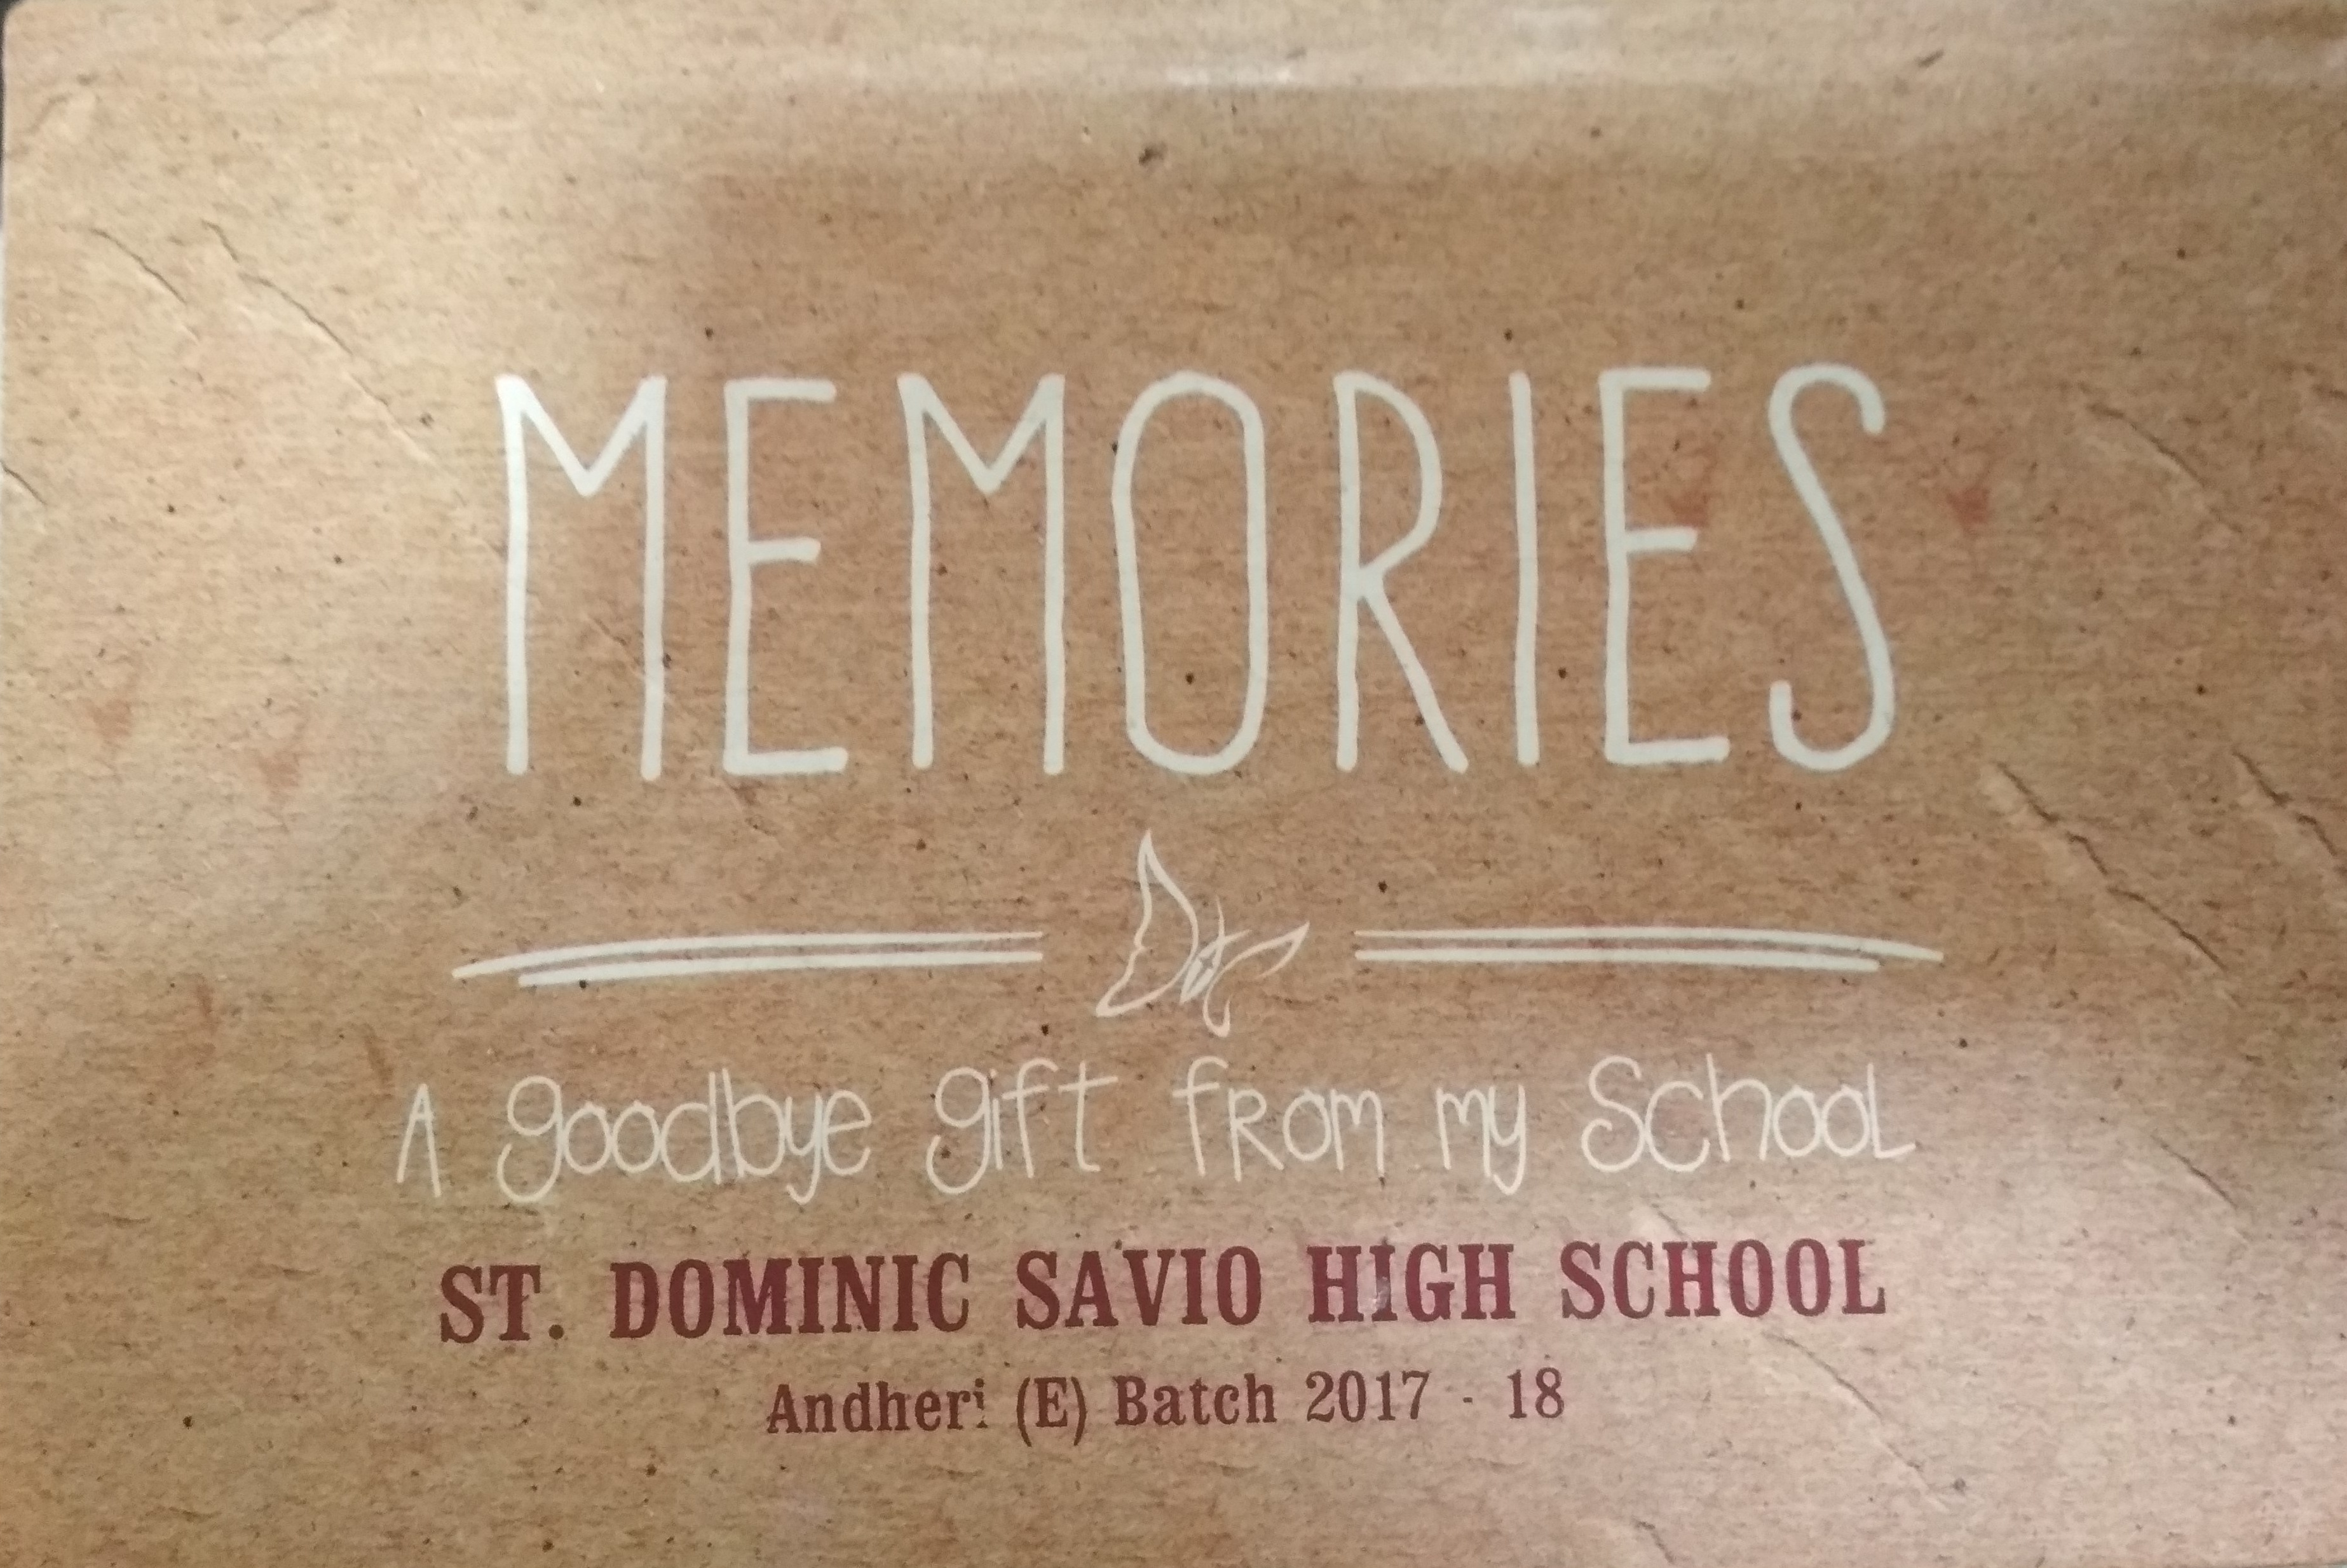 MEMORIES
A goodbye gift fRom my School
ST. DOMINIC SAVIO HIGH SCHOOL
Andheri (E) Batch 2017 - 18